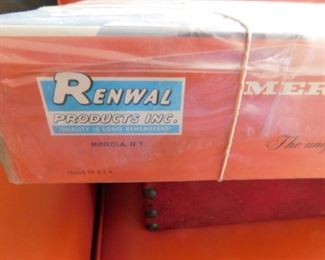 RENWAL
PRODUCTS INC.
QUALITY IS LONG REMEMBERED!
MINEOLA, N.Y.
MADE IN U.S.A.
MER
The